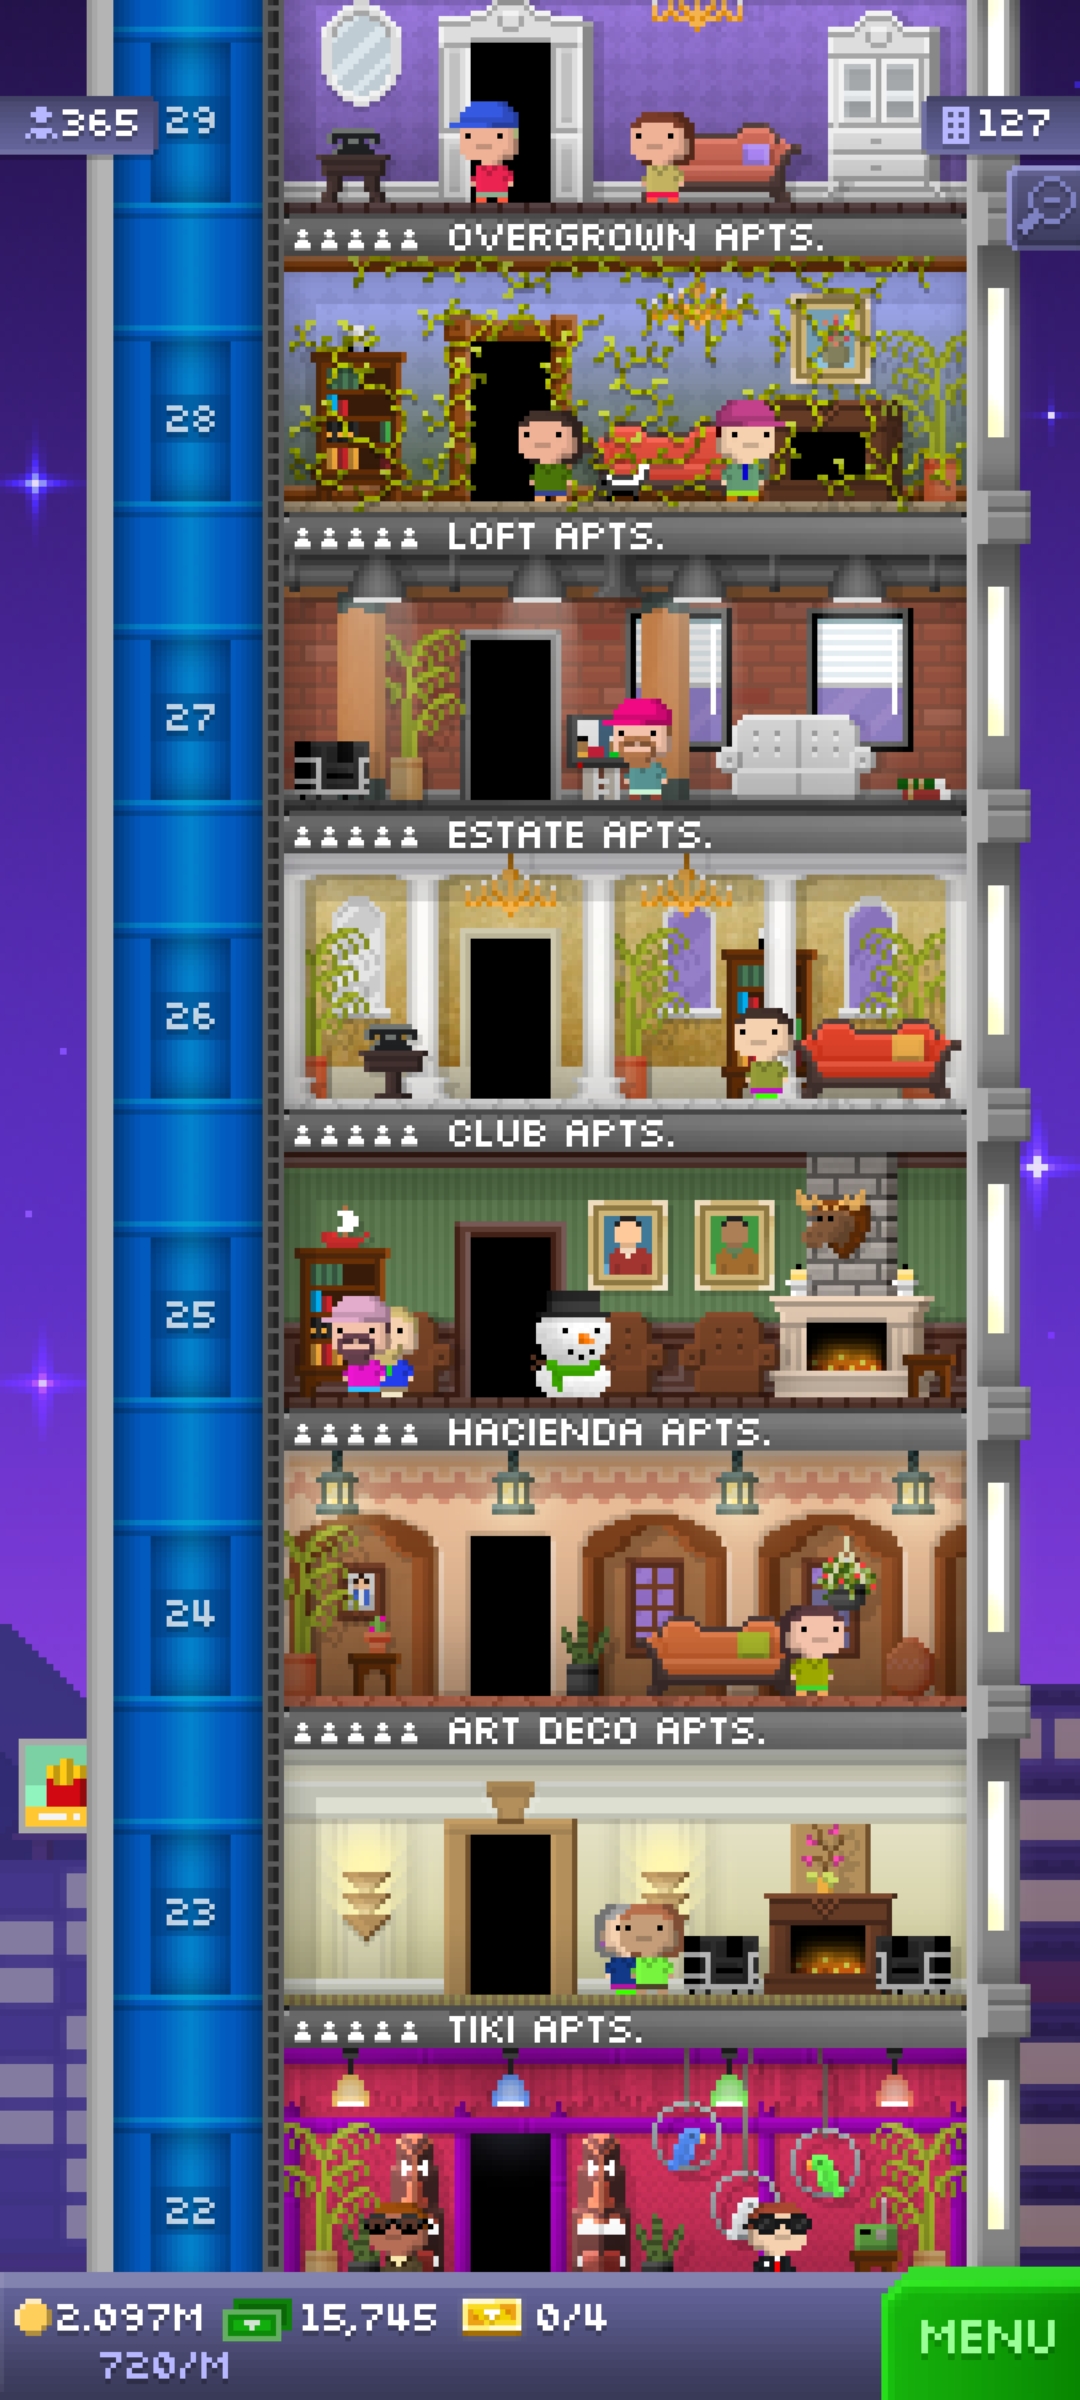 365
29
127
OVERGROWN APTS.
28
LOFT APTS.
27
ESTATE APTS.
26
CLUB APTS.
25
HACIENDA APTS.
24
ART DECO APTS.
23
TIKI APTS.
22
2.097M 15,745 0/4
720/M
MENU